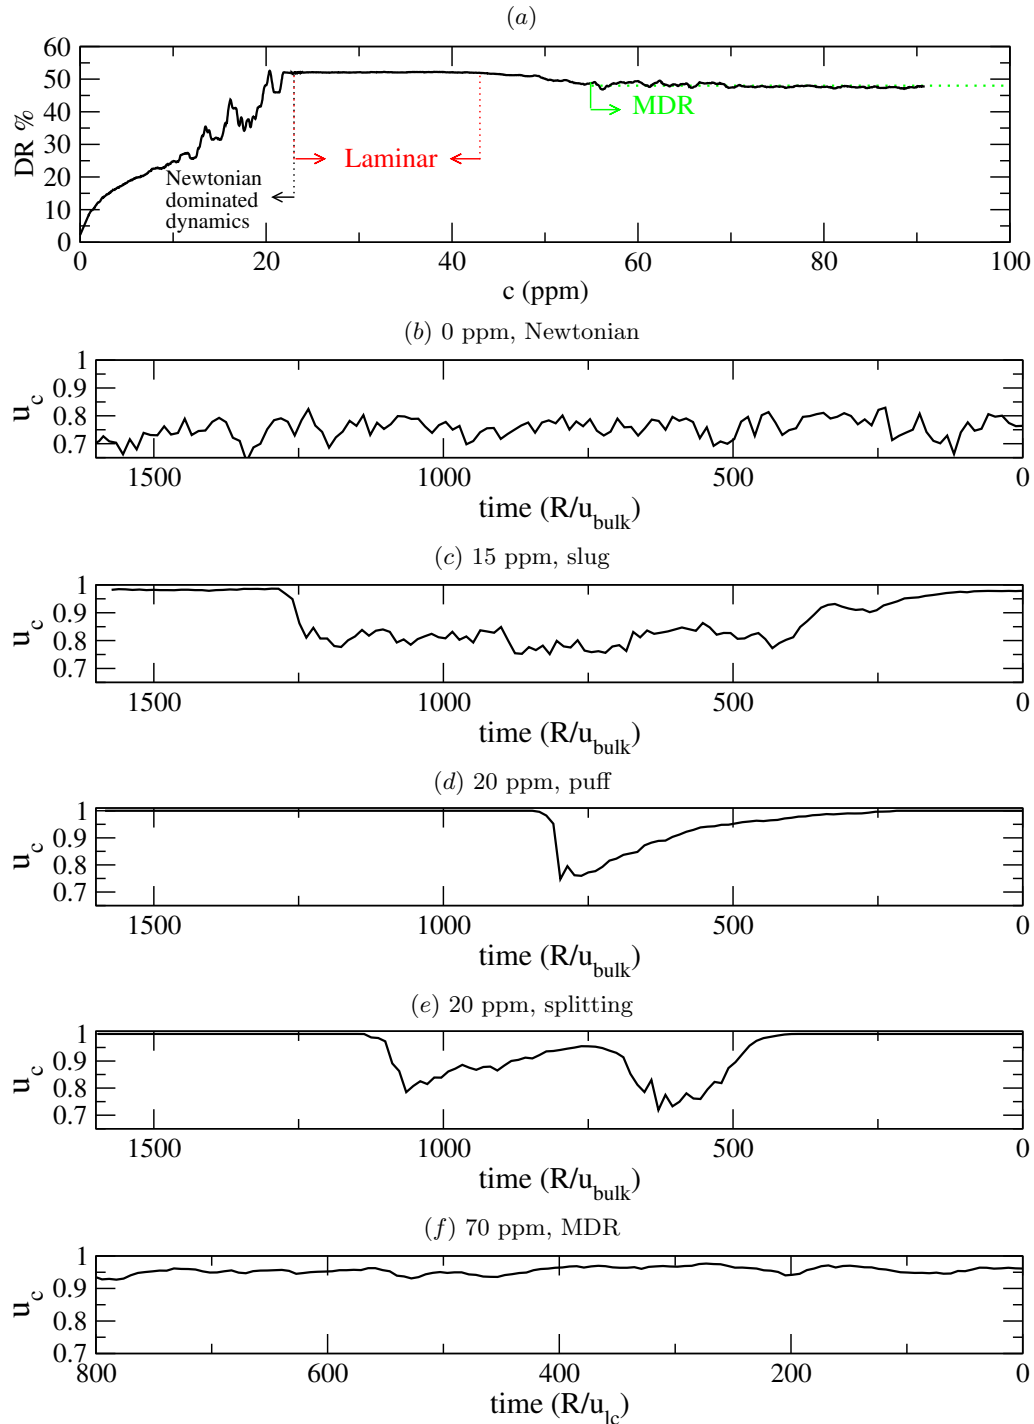 (a)
60
50
40
30
20
10
0
DR %
MDR
Laminar
Newtonian
dominated
dynamics
0 20 40 60 80 100
c (ppm)
(b) 0 ppm, Newtonian
1
0.9
0.8
0.7
u_c
1500 1000 500 0
time (R/u_bulk)
(c) 15 ppm, slug
1
0.9
0.8
0.7
u_c
1500 1000 500 0
time (R/u_bulk)
(d) 20 ppm, puff
1
0.9
0.8
0.7
u_c
1500 1000 500 0
time (R/u_bulk)
(e) 20 ppm, splitting
1
0.9
0.8
0.7
u_c
1500 1000 500 0
time (R/u_bulk)
(f) 70 ppm, MDR
1
0.9
0.8
0.7
u_c
800 600 400 200 0
time (R/u_lc)